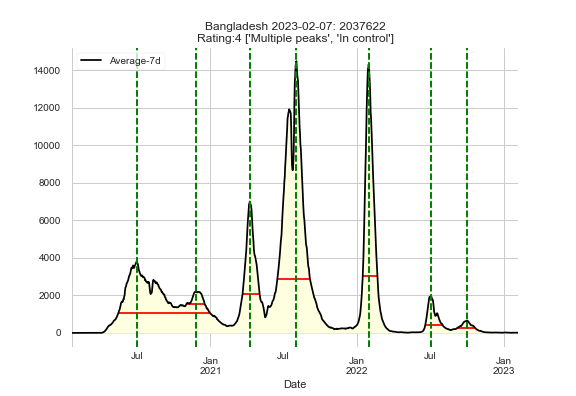 Bangladesh 2023-02-07: 2037622
Rating:4 ['Multiple peaks', 'In control']
Average-7d
14000
12000
10000
8000
6000
4000
2000
0
Jul
Jan
2021
Jul
Jan
2022
Jul
Jan
2023
Date